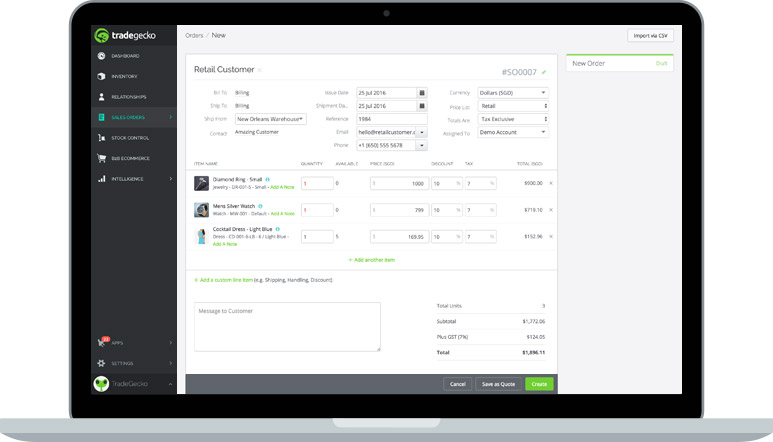 tradegecko
Orders / New
Import via CSV
DASHBOARD
INVENTORY
RELATIONSHIPS
SALES ORDERS
STOCK CONTROL
B2B ECOMMERCE
INTELLIGENCE
APPS
SETTINGS
TradeGecko
Retail Customer
#SO0007
Bill To Billing
Ship To Billing
Ship From New Orleans Warehouse
Contact Amazing Customer
Issue Date 25 Jul 2016
Shipment Da... 25 Jul 2016
Reference 1984
Email hello@retailcustomer.c
Phone +1 (650) 555 5678
Currency Dollars (SGD)
Price List Retail
Totals Are Tax Exclusive
Assigned To Demo Account
ITEM NAME QUANTITY AVAILABLE PRICE (SGD) DISCOUNT TAX TOTAL (SGD)
Diamond Ring - Small
Jewelry - DR-001-S - Small - Add A Note
1 0 $ 1000 10 % 7 % $900.00 ×
Mens Silver Watch
Watch - MW-001 - Default - Add A Note
1 0 $ 799 10 % 7 % $719.10 ×
Cocktail Dress - Light Blue
Dress - CD-001-6-LB - 6 / Light Blue -
Add A Note
1 5 $ 169.95 10 % 7 % $152.96 ×
+ Add another item
+ Add a custom line item (e.g. Shipping, Handling, Discount)
Message to Customer
Total Units 3
Subtotal $1,772.06
Plus GST (7%) $124.05
Total $1,896.11
Cancel Save as Quote Create
New Order Draft